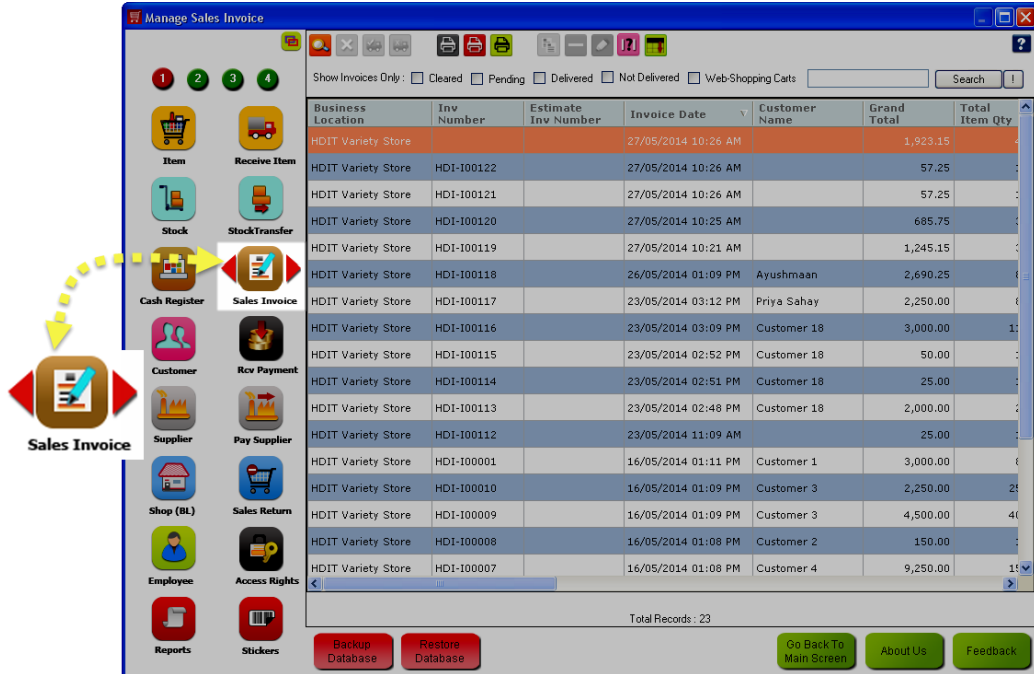 Manage Sales Invoice
?
1 2 3 4
Show Invoices Only : Cleared Pending Delivered Not Delivered Web-Shopping Carts Search !
Business Location Inv Number Estimate Inv Number Invoice Date Customer Name Grand Total Total Item Qty
HDIT Variety Store 27/05/2014 10:26 AM 1,923.15
HDIT Variety Store HDI-I00122 27/05/2014 10:26 AM 57.25
HDIT Variety Store HDI-I00121 27/05/2014 10:26 AM 57.25
HDIT Variety Store HDI-I00120 27/05/2014 10:25 AM 685.75
HDIT Variety Store HDI-I00119 27/05/2014 10:21 AM 1,245.15
HDIT Variety Store HDI-I00118 26/05/2014 01:09 PM Ayushmaan 2,690.25
HDIT Variety Store HDI-I00117 23/05/2014 03:12 PM Priya Sahay 2,250.00
HDIT Variety Store HDI-I00116 23/05/2014 03:09 PM Customer 18 3,000.00
HDIT Variety Store HDI-I00115 23/05/2014 02:52 PM Customer 18 50.00
HDIT Variety Store HDI-I00114 23/05/2014 02:51 PM Customer 18 25.00
HDIT Variety Store HDI-I00113 23/05/2014 02:48 PM Customer 18 2,000.00
HDIT Variety Store HDI-I00112 23/05/2014 11:09 AM 25.00
HDIT Variety Store HDI-I00001 16/05/2014 01:11 PM Customer 1 3,000.00
HDIT Variety Store HDI-I00010 16/05/2014 01:09 PM Customer 3 2,250.00
HDIT Variety Store HDI-I00009 16/05/2014 01:09 PM Customer 3 4,500.00
HDIT Variety Store HDI-I00008 16/05/2014 01:08 PM Customer 2 150.00
HDIT Variety Store HDI-I00007 16/05/2014 01:08 PM Customer 4 9,250.00
Item Receive Item
Stock StockTransfer
Cash Register Sales Invoice
Customer Rcv Payment
Supplier Pay Supplier
Shop (BL) Sales Return
Employee Access Rights
Reports Stickers
Sales Invoice
Total Records : 23
Backup Database
Restore Database
Go Back To Main Screen
About Us
Feedback